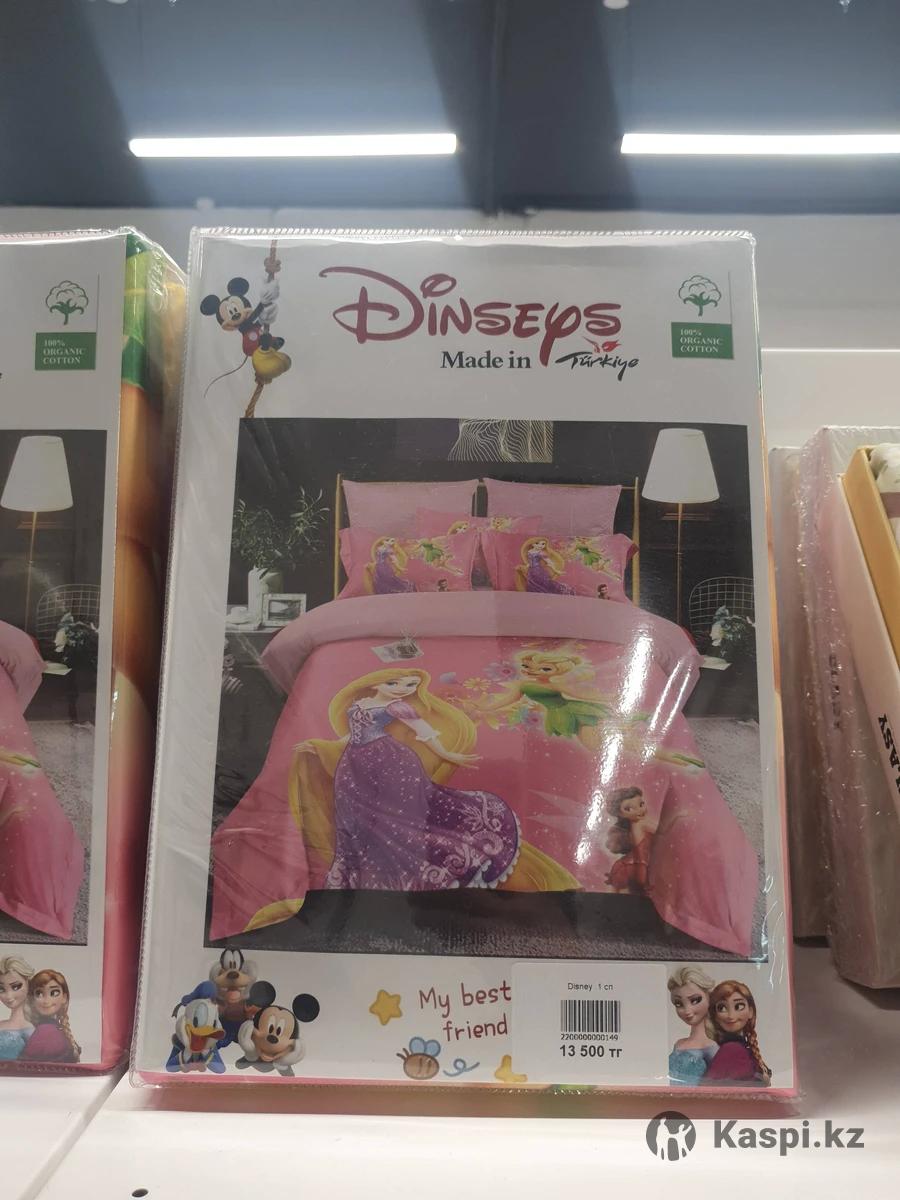 DINSEYS
Made in Türkiye
100%
ORGANIC
COTTON
100%
ORGANIC
COTTON
My best
friend
Disney 1 сп
2200000000149
13 500 тг
Kaspi.kz